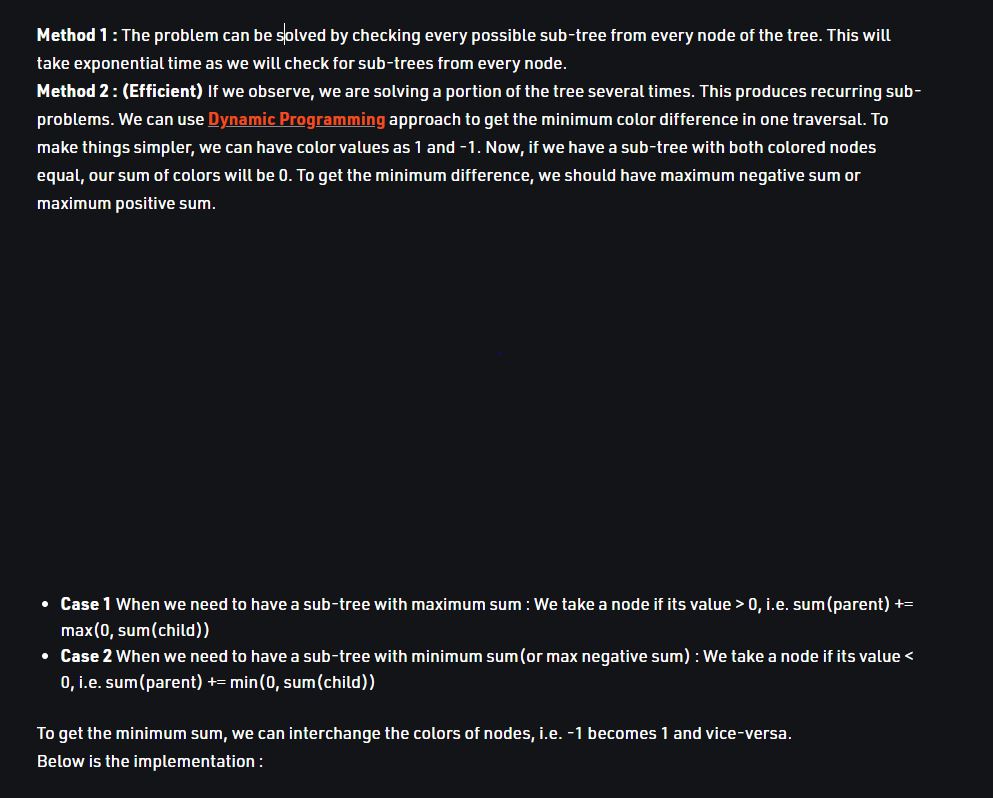 Method 1 : The problem can be solved by checking every possible sub-tree from every node of the tree. This will
take exponential time as we will check for sub-trees from every node.
Method 2 : (Efficient) If we observe, we are solving a portion of the tree several times. This produces recurring sub-
problems. We can use Dynamic Programming approach to get the minimum color difference in one traversal. To
make things simpler, we can have color values as 1 and -1. Now, if we have a sub-tree with both colored nodes
equal, our sum of colors will be 0. To get the minimum difference, we should have maximum negative sum or
maximum positive sum.
• Case 1 When we need to have a sub-tree with maximum sum : We take a node if its value > 0, i.e. sum(parent) +=
max(0, sum(child))
• Case 2 When we need to have a sub-tree with minimum sum(or max negative sum) : We take a node if its value <
0, i.e. sum(parent) += min(0, sum(child))
To get the minimum sum, we can interchange the colors of nodes, i.e. -1 becomes 1 and vice-versa.
Below is the implementation :